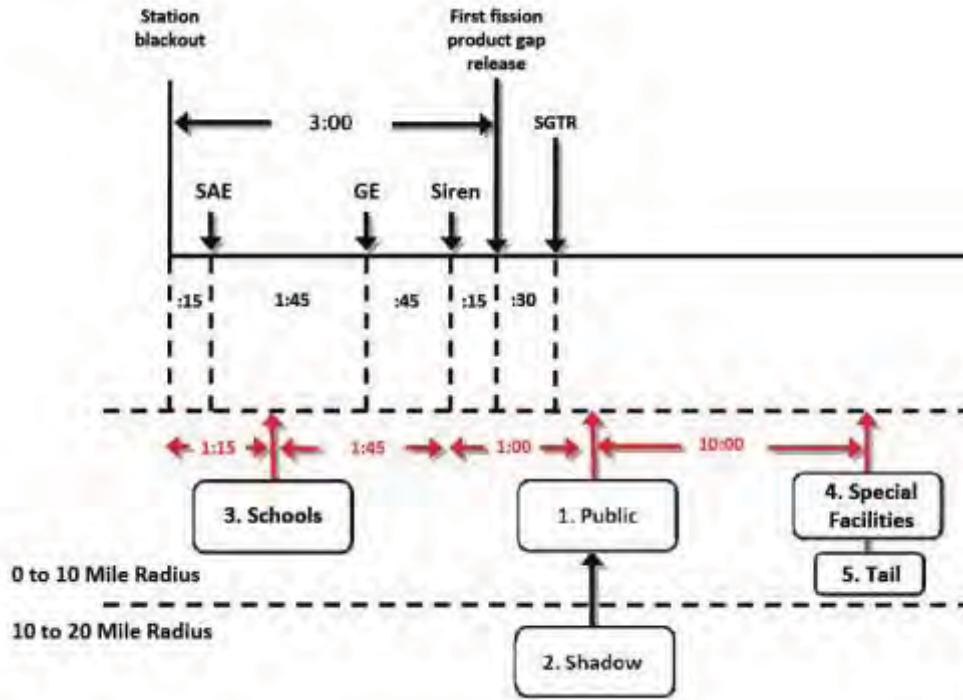 Station
blackout
First fission
product gap
release
3:00
SGTR
SAE
GE
Siren
:15
1:45
:45
:15
:30
1:15
1:45
1:00
10:00
3. Schools
1. Public
4. Special
Facilities
5. Tail
0 to 10 Mile Radius
10 to 20 Mile Radius
2. Shadow